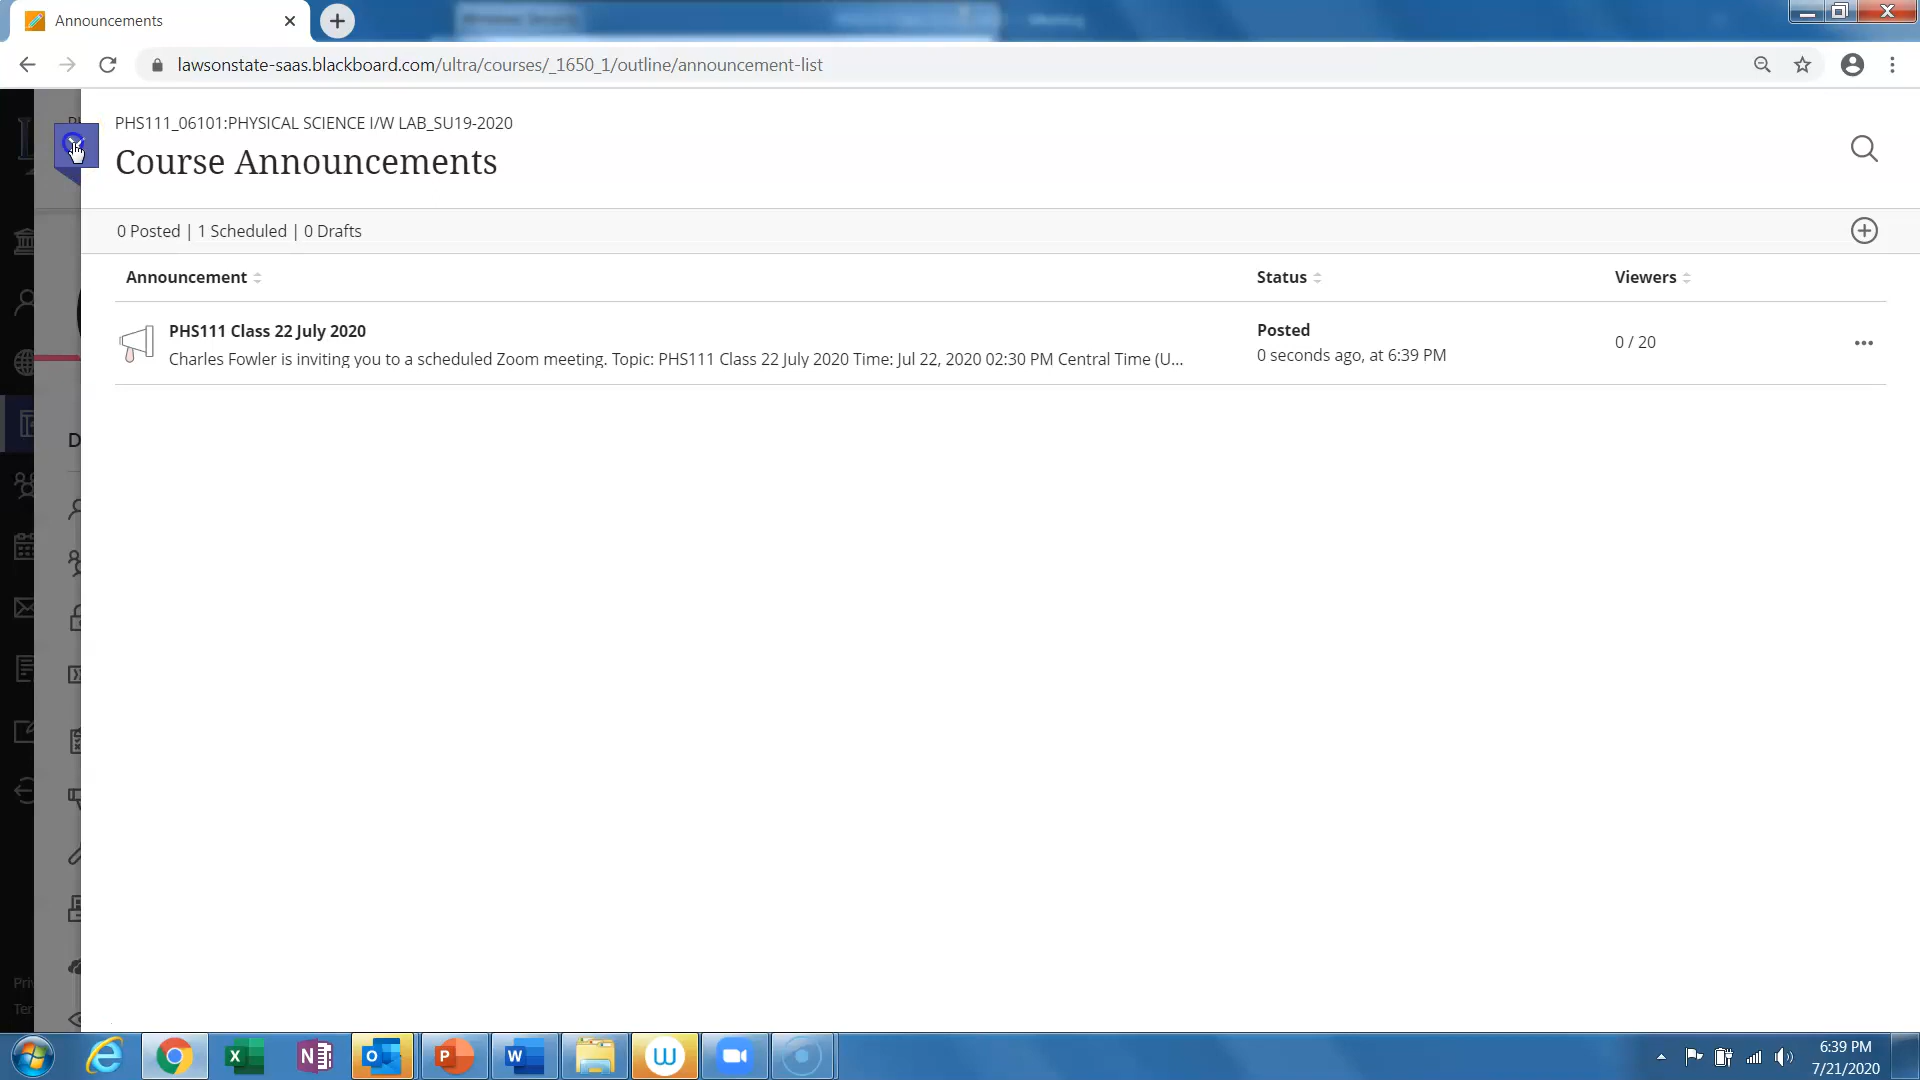 Announcements
lawsonstate-saas.blackboard.com/ultra/courses/_1650_1/outline/announcement-list
PHS111_06101:PHYSICAL SCIENCE I/W LAB_SU19-2020
Course Announcements
0 Posted | 1 Scheduled | 0 Drafts
Announcement Status Viewers
PHS111 Class 22 July 2020 Posted
Charles Fowler is inviting you to a scheduled Zoom meeting. Topic: PHS111 Class 22 July 2020 Time: Jul 22, 2020 02:30 PM Central Time (U... 0 seconds ago, at 6:39 PM 0 / 20
D
Pri
Ter
6:39 PM
7/21/2020